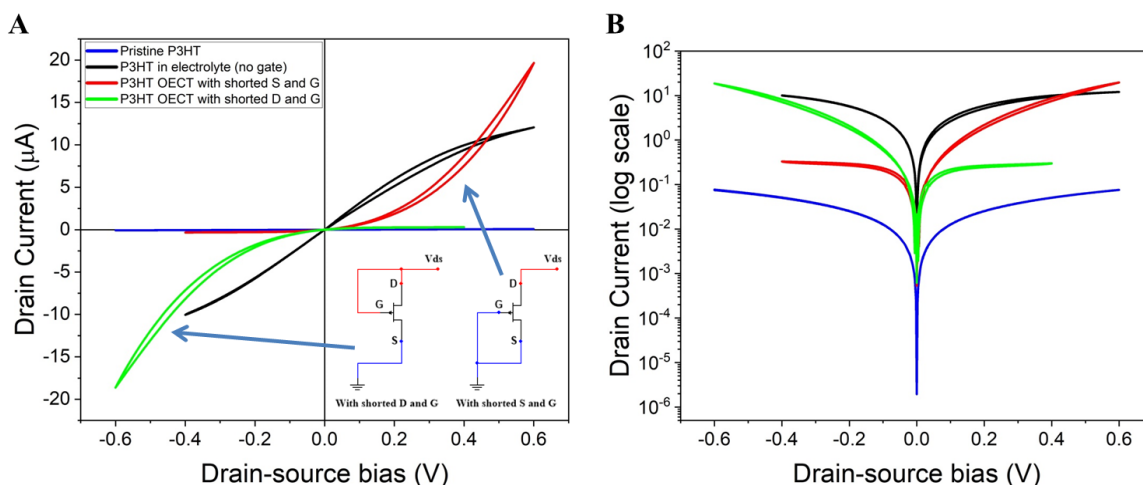 A
Drain Current (μA)
20
15
10
5
0
-5
-10
-15
-20
Pristine P3HT
P3HT in electrolyte (no gate)
P3HT OECT with shorted S and G
P3HT OECT with shorted D and G
Vds
D
G
S
With shorted D and G
Vds
D
G
S
With shorted S and G
-0.6 -0.4 -0.2 0.0 0.2 0.4 0.6
Drain-source bias (V)
B
Drain Current (log scale)
10²
10¹
10⁰
10⁻¹
10⁻²
10⁻³
10⁻⁴
10⁻⁵
10⁻⁶
-0.6 -0.4 -0.2 0.0 0.2 0.4 0.6
Drain-source bias (V)